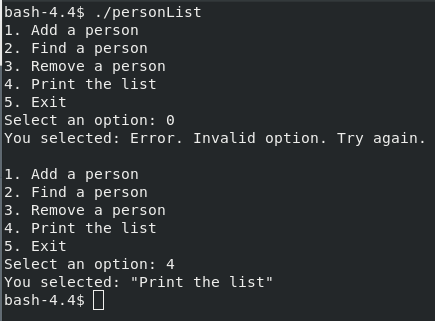 bash-4.4$ ./personList
1. Add a person
2. Find a person
3. Remove a person
4. Print the list
5. Exit
Select an option: 0
You selected: Error. Invalid option. Try again.

1. Add a person
2. Find a person
3. Remove a person
4. Print the list
5. Exit
Select an option: 4
You selected: "Print the list"
bash-4.4$